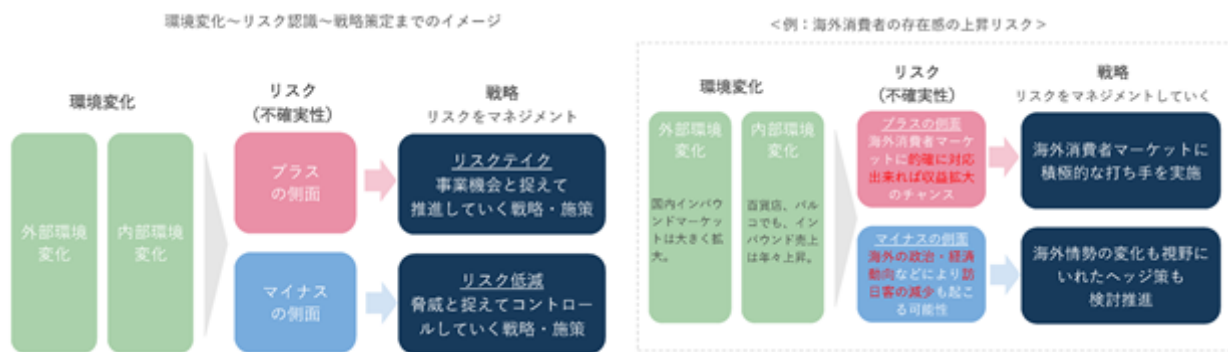 環境変化～リスク認識～戦略策定までのイメージ
環境変化
リスク
(不確実性)
戦略
リスクをマネジメント
外部環境
変化
内部環境
変化
プラス
の側面
リスクテイク
事業機会と捉えて
推進していく戦略・施策
マイナス
の側面
リスク低減
脅威と捉えてコントロー
ルしていく戦略・施策
＜例：海外消費者の存在感の上昇リスク＞
環境変化
リスク
(不確実性)
戦略
リスクをマネジメントしていく
外部環境
変化
国内インバウ
ンドマーケッ
トは大きく拡
大。
内部環境
変化
百貨店、パル
コでも、イン
バウンド売上
は年々上昇。
プラスの側面
海外消費者マーケ
ットに的確に対応
出来れば収益拡大
のチャンス
海外消費者マーケットに
積極的な打ち手を実施
マイナスの側面
海外の政治・経済
動向などにより訪
日客の減少も起こ
る可能性
海外情勢の変化も視野に
いれたヘッジ策も
検討推進